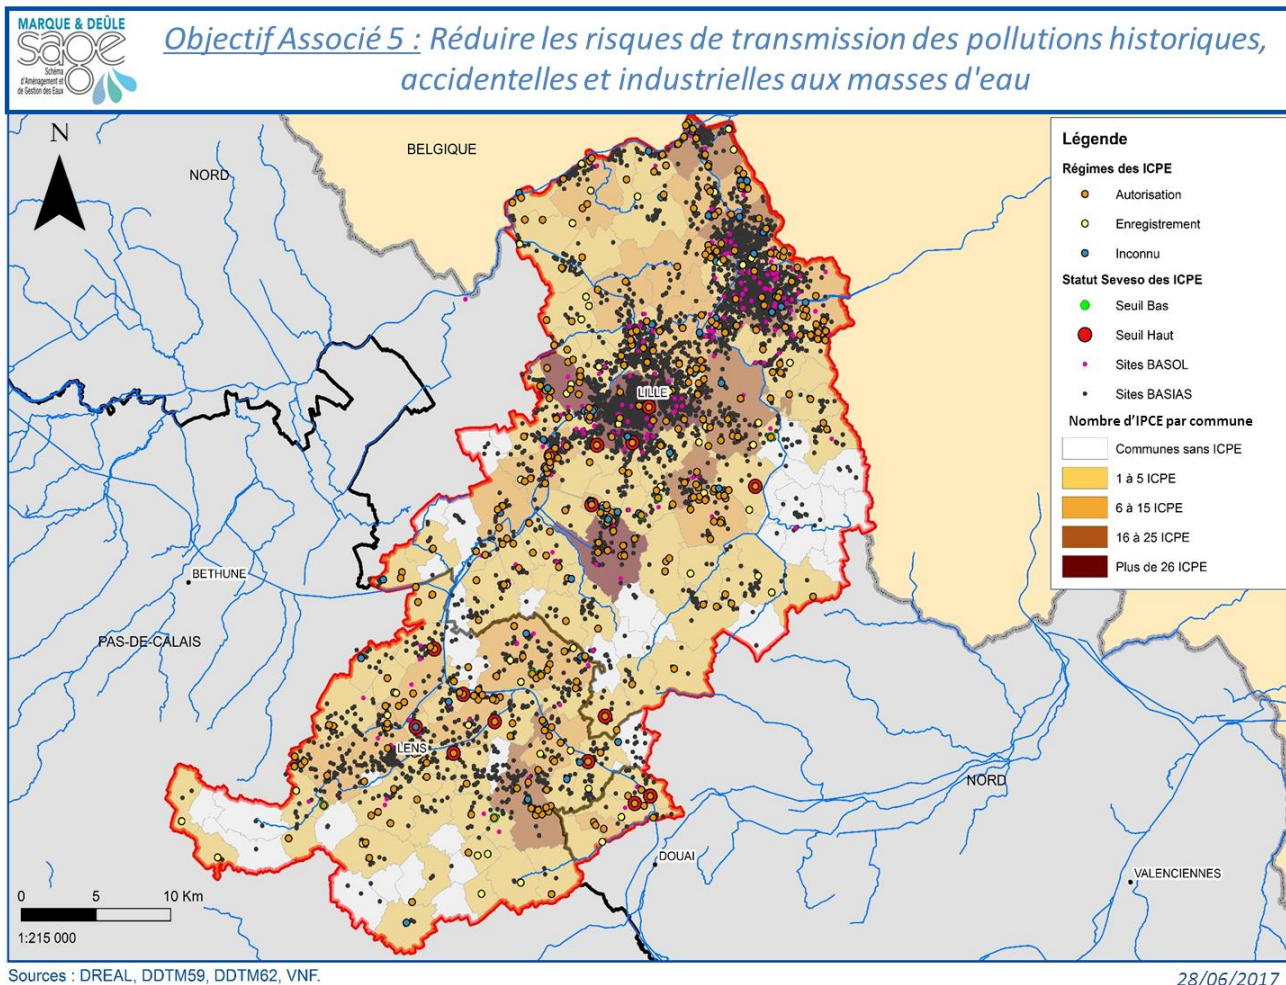 MARQUE & DEÛLE
sage
Schéma
d'Aménagement et
de Gestion des Eaux
Objectif Associé 5 : Réduire les risques de transmission des pollutions historiques,
accidentelles et industrielles aux masses d'eau
N
NORD
BELGIQUE
LILLE
BETHUNE
PAS-DE-CALAIS
LENS
NORD
DOUAI
VALENCIENNES
Légende
Régimes des ICPE
Autorisation
Enregistrement
Inconnu
Statut Seveso des ICPE
Seuil Bas
Seuil Haut
Sites BASOL
Sites BASIAS
Nombre d'IPCE par commune
Communes sans ICPE
1 à 5 ICPE
6 à 15 ICPE
16 à 25 ICPE
Plus de 26 ICPE
0 5 10 Km
1:215 000
Sources : DREAL, DDTM59, DDTM62, VNF.
28/06/2017